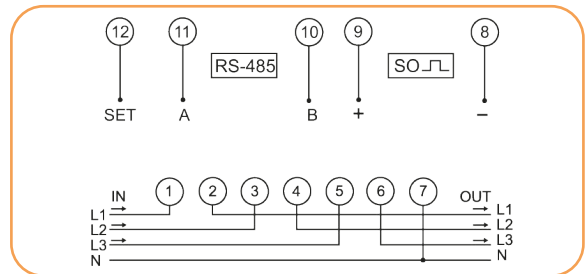 12 11 10 9 8
RS-485 SO
SET A B + −
IN 1 2 3 4 5 6 7 OUT
L1 L1
L2 L2
L3 L3
N N